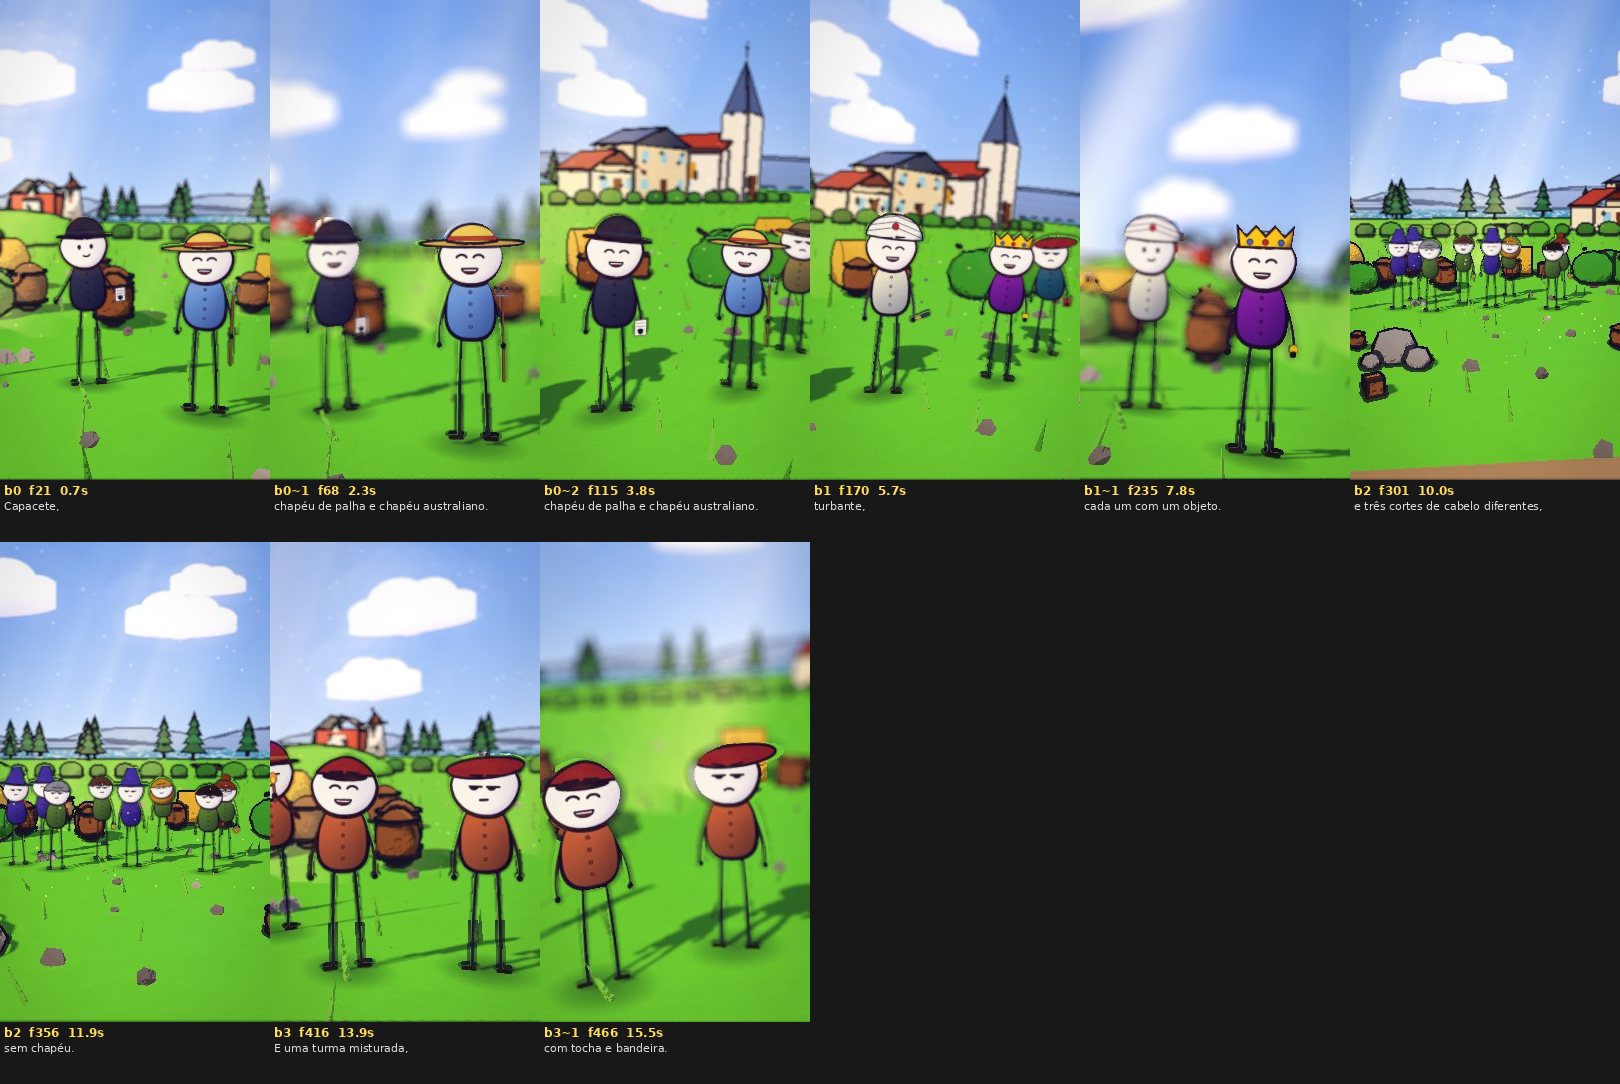 b0 f21 0.7s
Capacete,
b0~1 f68 2.3s
chapéu de palha e chapéu australiano.
b0~2 f115 3.8s
chapéu de palha e chapéu australiano.
b1 f170 5.7s
turbante,
b1~1 f235 7.8s
cada um com um objeto.
b2 f301 10.0s
e três cortes de cabelo diferentes,
b2 f356 11.9s
sem chapéu.
b3 f416 13.9s
E uma turma misturada,
b3~1 f466 15.5s
com tocha e bandeira.